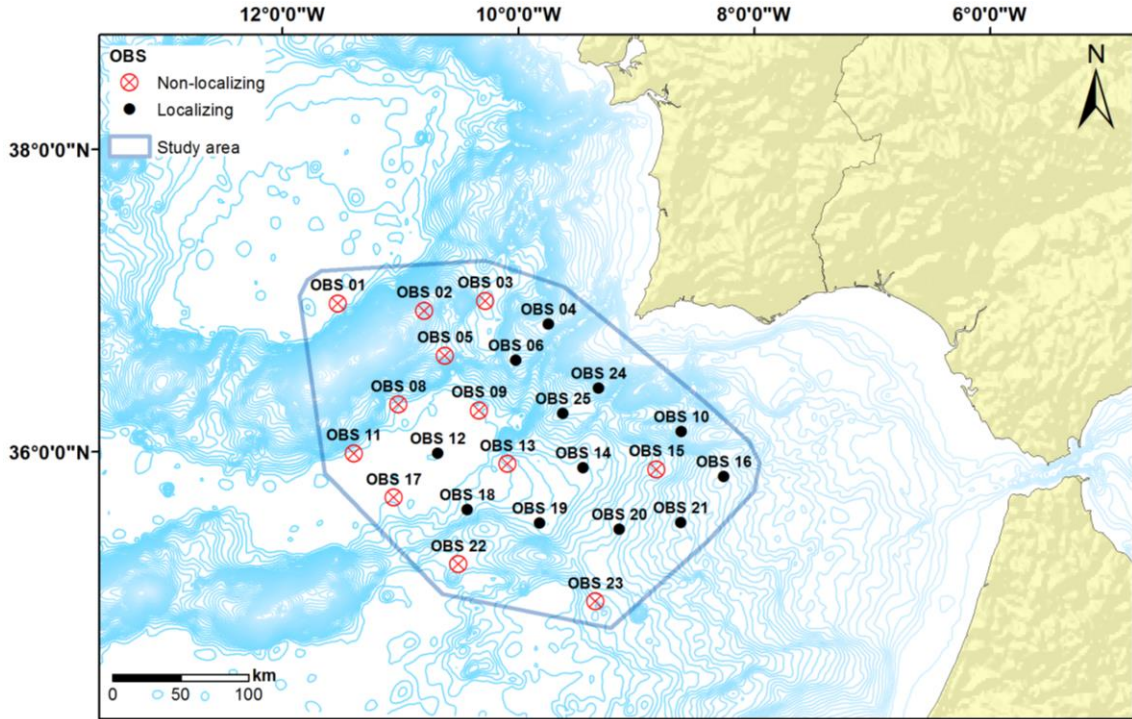 12°0'0"W 10°0'0"W 8°0'0"W 6°0'0"W
OBS
Non-localizing
Localizing
Study area
N
38°0'0"N
OBS 01
OBS 02
OBS 03
OBS 04
OBS 05
OBS 06
OBS 24
OBS 08
OBS 09
OBS 25
OBS 10
36°0'0"N
OBS 11
OBS 12
OBS 13
OBS 14
OBS 15
OBS 16
OBS 17
OBS 18
OBS 19
OBS 20
OBS 21
OBS 22
OBS 23
km
0 50 100